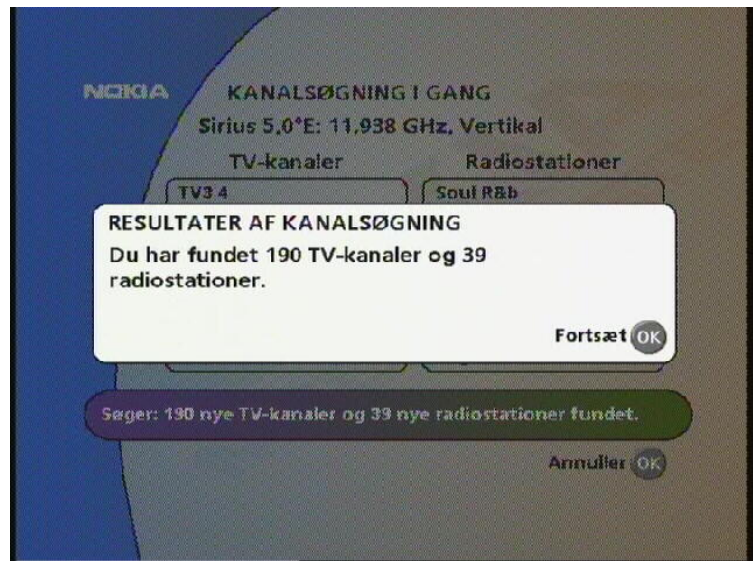 NOKIA
KANALSØGNING I GANG
Sirius 5,0°E: 11,938 GHz, Vertikal
TV-kanaler Radiostationer
TV3 4 Soul R&b
RESULTATER AF KANALSØGNING
Du har fundet 190 TV-kanaler og 39
radiostationer.
Fortsæt OK
Søger: 190 nye TV-kanaler og 39 nye radiostationer fundet.
Annuller OK